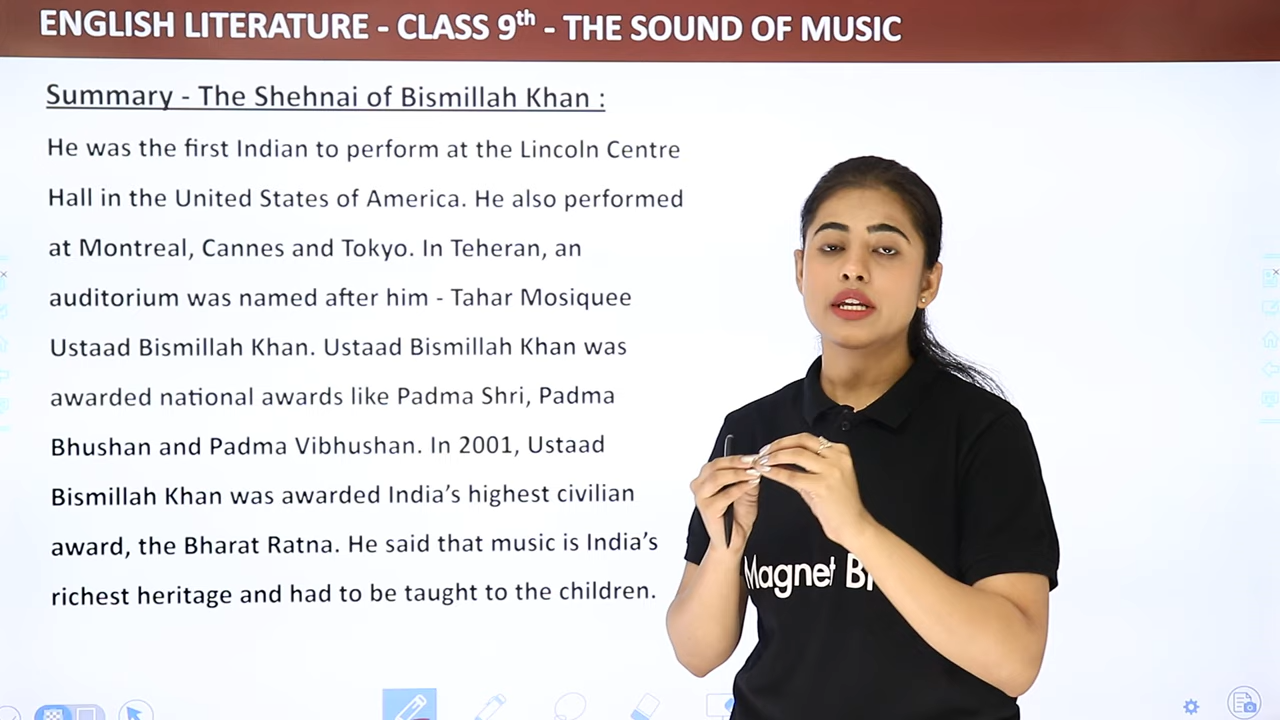 ENGLISH LITERATURE - CLASS 9th - THE SOUND OF MUSIC
Summary - The Shehnai of Bismillah Khan :
He was the first Indian to perform at the Lincoln Centre
Hall in the United States of America. He also performed
at Montreal, Cannes and Tokyo. In Teheran, an
auditorium was named after him - Tahar Mosiquee
Ustaad Bismillah Khan. Ustaad Bismillah Khan was
awarded national awards like Padma Shri, Padma
Bhushan and Padma Vibhushan. In 2001, Ustaad
Bismillah Khan was awarded India's highest civilian
award, the Bharat Ratna. He said that music is India's
richest heritage and had to be taught to the children.
Magnet